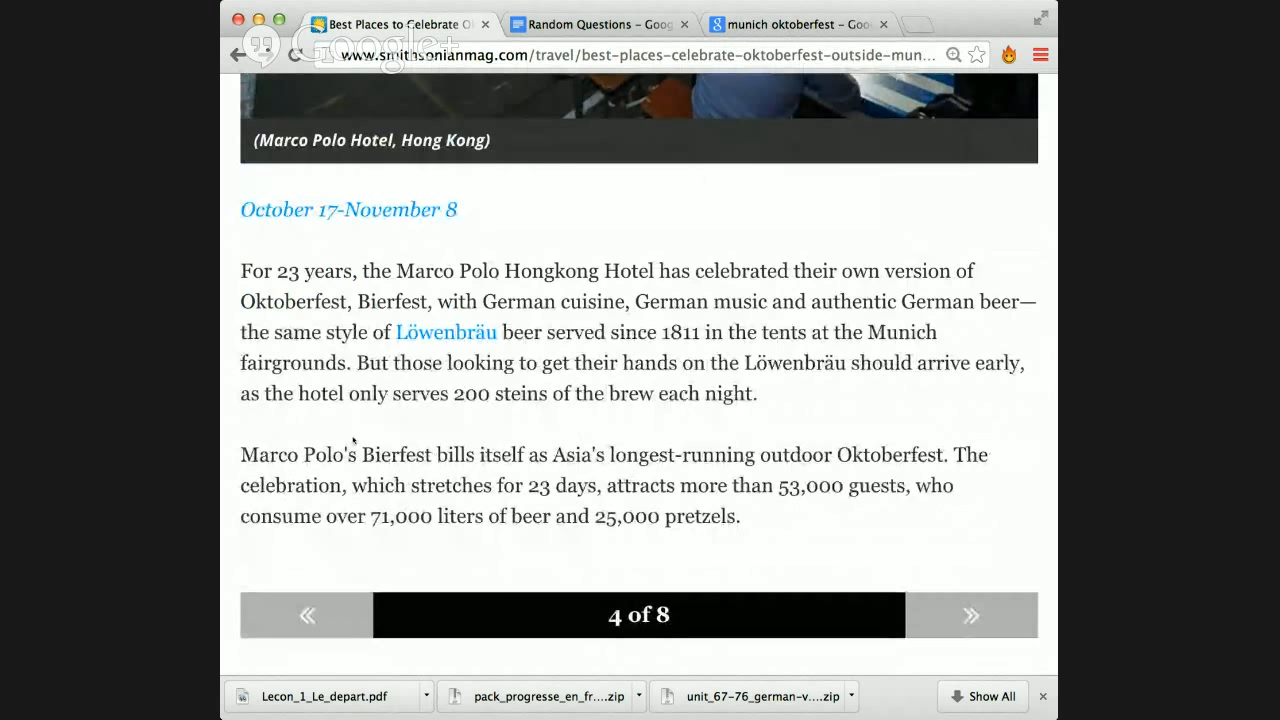 Best Places to Celebrate O
Random Questions – Goog
munich oktoberfest – Goo
Google+
www.smithsonianmag.com/travel/best-places-celebrate-oktoberfest-outside-mun...
(Marco Polo Hotel, Hong Kong)
October 17-November 8
For 23 years, the Marco Polo Hongkong Hotel has celebrated their own version of
Oktoberfest, Bierfest, with German cuisine, German music and authentic German beer—
the same style of Löwenbräu beer served since 1811 in the tents at the Munich
fairgrounds. But those looking to get their hands on the Löwenbräu should arrive early,
as the hotel only serves 200 steins of the brew each night.
Marco Polo's Bierfest bills itself as Asia's longest-running outdoor Oktoberfest. The
celebration, which stretches for 23 days, attracts more than 53,000 guests, who
consume over 71,000 liters of beer and 25,000 pretzels.
« 4 of 8 »
Lecon_1_Le_depart.pdf
pack_progresse_en_fr....zip
unit_67-76_german-v....zip
Show All